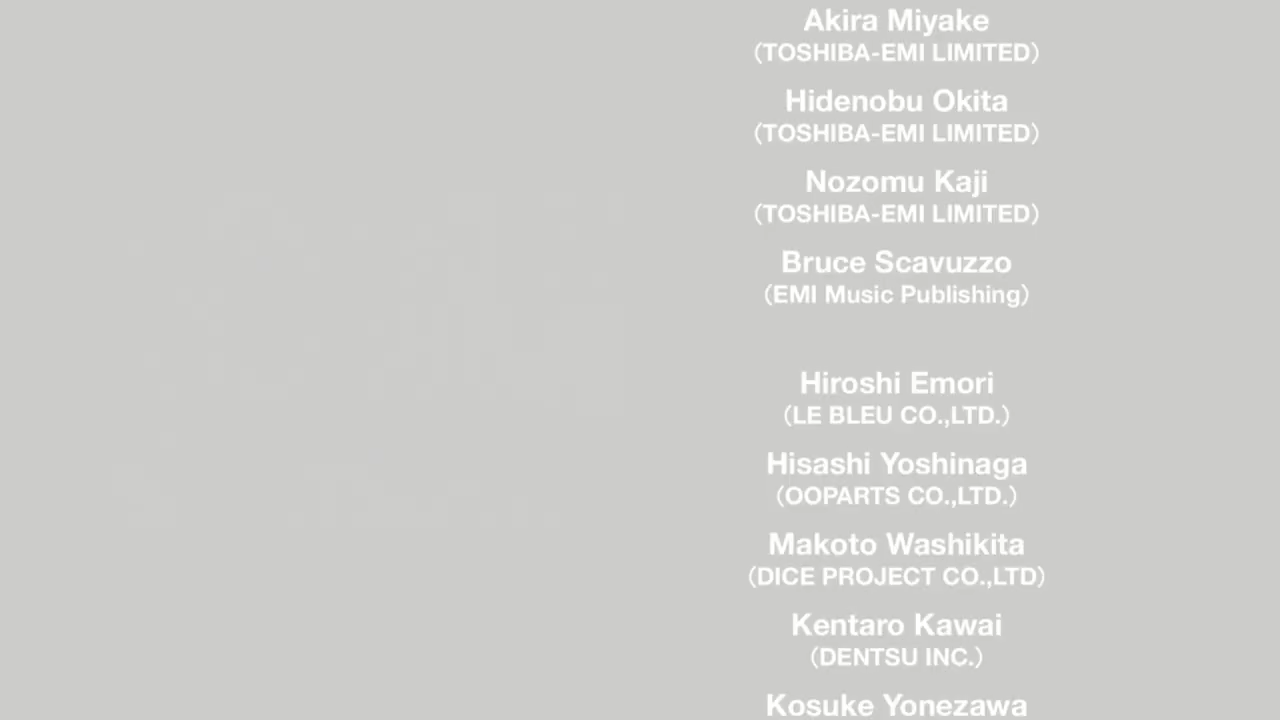 Akira Miyake
（TOSHIBA-EMI LIMITED）
Hidenobu Okita
（TOSHIBA-EMI LIMITED）
Nozomu Kaji
（TOSHIBA-EMI LIMITED）
Bruce Scavuzzo
（EMI Music Publishing）
Hiroshi Emori
（LE BLEU CO.,LTD.）
Hisashi Yoshinaga
（OOPARTS CO.,LTD.）
Makoto Washikita
（DICE PROJECT CO.,LTD）
Kentaro Kawai
（DENTSU INC.）
Kosuke Yonezawa